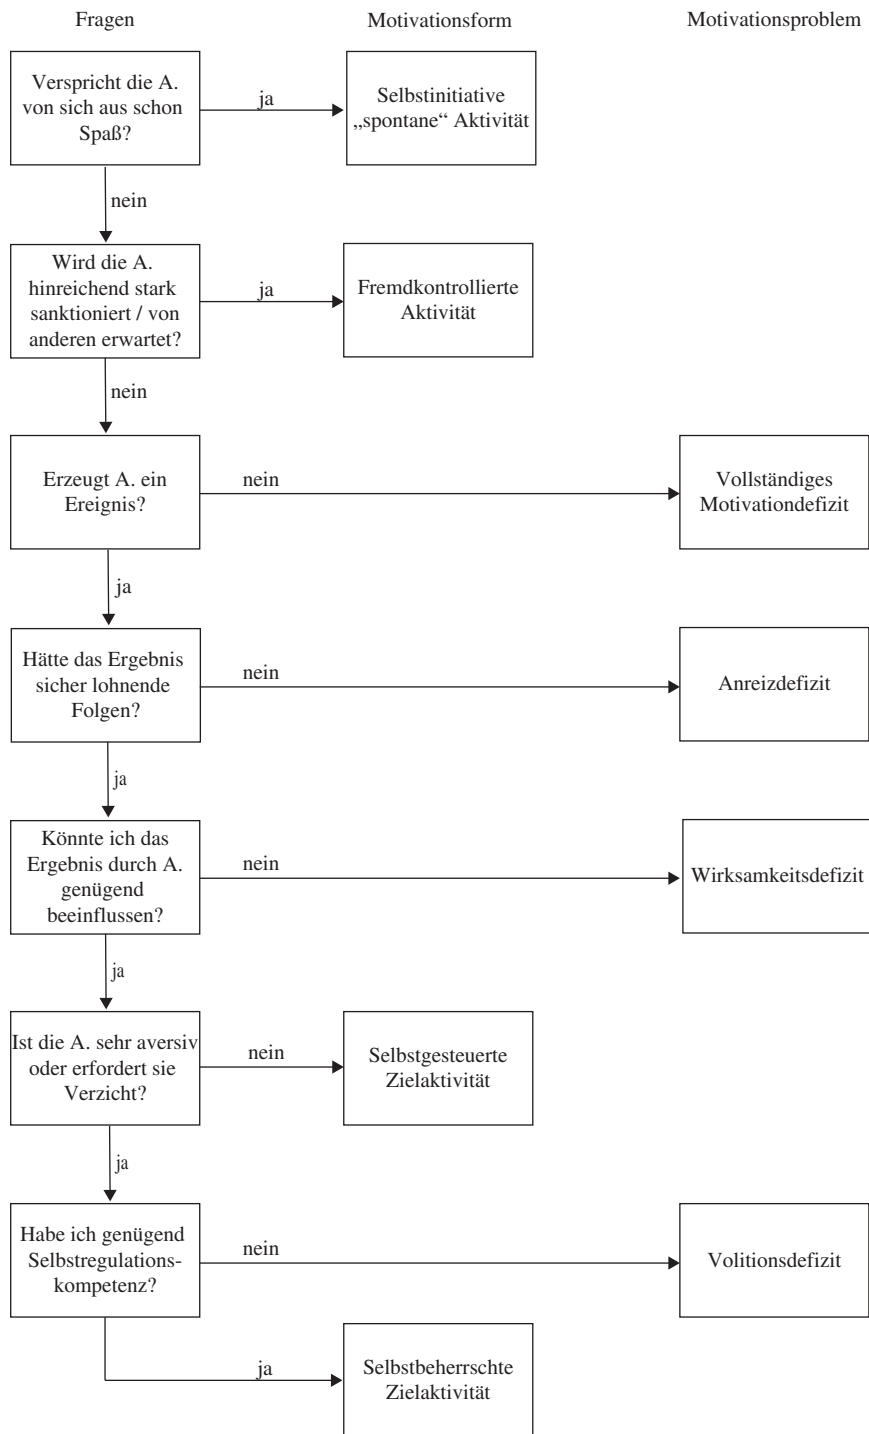 Fragen
Motivationsform
Motivationsproblem
Verspricht die A.
von sich aus schon
Spaß?
ja
Selbstinitiative
„spontane“ Aktivität
nein
Wird die A.
hinreichend stark
sanktioniert / von
anderen erwartet?
ja
Fremdkontrollierte
Aktivität
nein
Erzeugt A. ein
Ereignis?
nein
Vollständiges
Motivationdefizit
ja
Hätte das Ergebnis
sicher lohnende
Folgen?
nein
Anreizdefizit
ja
Könnte ich das
Ergebnis durch A.
genügend
beeinflussen?
nein
Wirksamkeitsdefizit
ja
Ist die A. sehr aversiv
oder erfordert sie
Verzicht?
nein
Selbstgesteuerte
Zielaktivität
ja
Habe ich genügend
Selbstregulations-
kompetenz?
nein
Volitionsdefizit
ja
Selbstbeherrschte
Zielaktivität